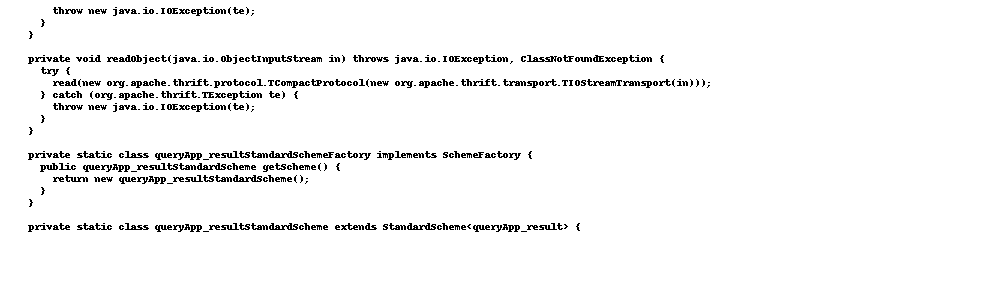 throw new java.io.IOException(te);
}
}
private void readObject(java.io.ObjectInputStream in) throws java.io.IOException, ClassNotFoundException {
try {
read(new org.apache.thrift.protocol.TCompactProtocol(new org.apache.thrift.transport.TIOStreamTransport(in)));
} catch (org.apache.thrift.TException te) {
throw new java.io.IOException(te);
}
}
private static class queryApp_resultStandardSchemeFactory implements SchemeFactory {
public queryApp_resultStandardScheme getScheme() {
return new queryApp_resultStandardScheme();
}
}
private static class queryApp_resultStandardScheme extends StandardScheme<queryApp_result> {